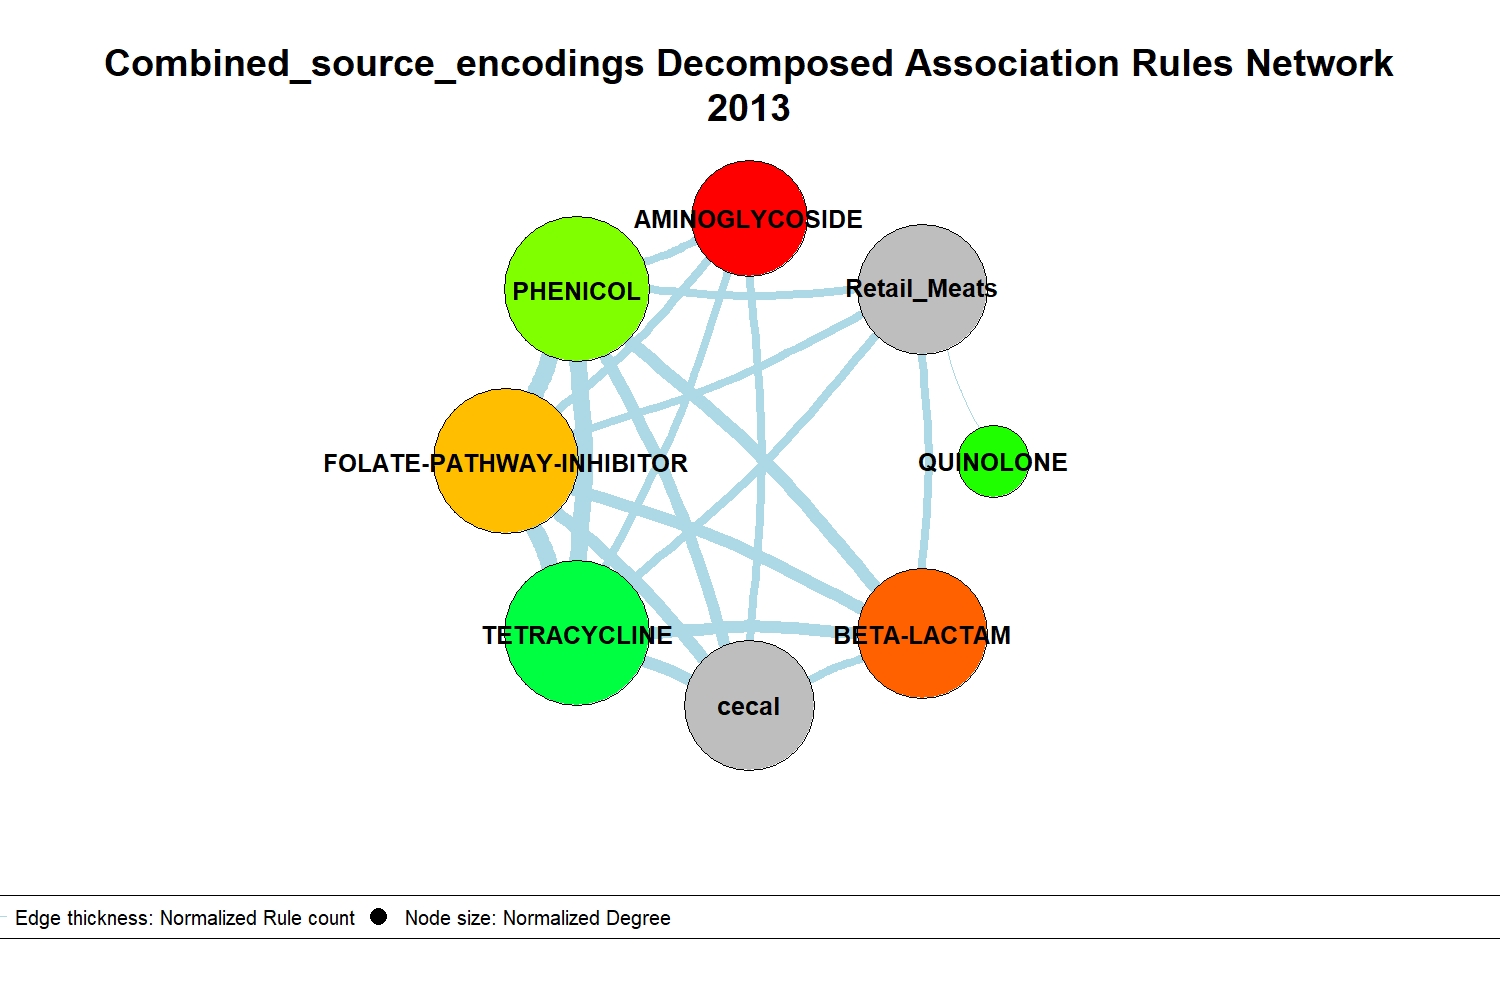 Combined_source_encodings Decomposed Association Rules Network
2013
AMINOGLYCOSIDE
PHENICOL
Retail_Meats
FOLATE-PATHWAY-INHIBITOR
QUINOLONE
TETRACYCLINE
BETA-LACTAM
cecal
Edge thickness: Normalized Rule count
Node size: Normalized Degree